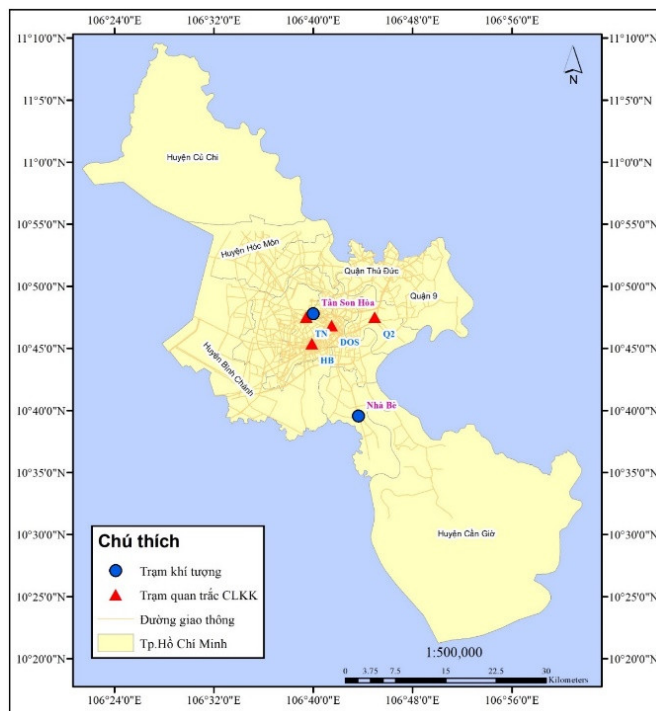 106°24'0"E 106°32'0"E 106°40'0"E 106°48'0"E 106°56'0"E
11°10'0"N 11°10'0"N
N
11°5'0"N 11°5'0"N
Huyện Củ Chi
11°0'0"N 11°0'0"N
10°55'0"N 10°55'0"N
Huyện Hóc Môn
Quận Thủ Đức
10°50'0"N 10°50'0"N
Quận 9
Tân Sơn Hòa
TN DOS Q2
10°45'0"N 10°45'0"N
Huyện Bình Chánh
HB
Nhà Bè
10°40'0"N 10°40'0"N
10°35'0"N 10°35'0"N
10°30'0"N 10°30'0"N
Huyện Cần Giờ
Chú thích
Trạm khí tượng
10°25'0"N 10°25'0"N
Trạm quan trắc CLKK
Đường giao thông
Tp.Hồ Chí Minh
10°20'0"N 10°20'0"N
1:500,000
0 3.75 7.5 15 22.5 30
Kilometers
106°24'0"E 106°32'0"E 106°40'0"E 106°48'0"E 106°56'0"E